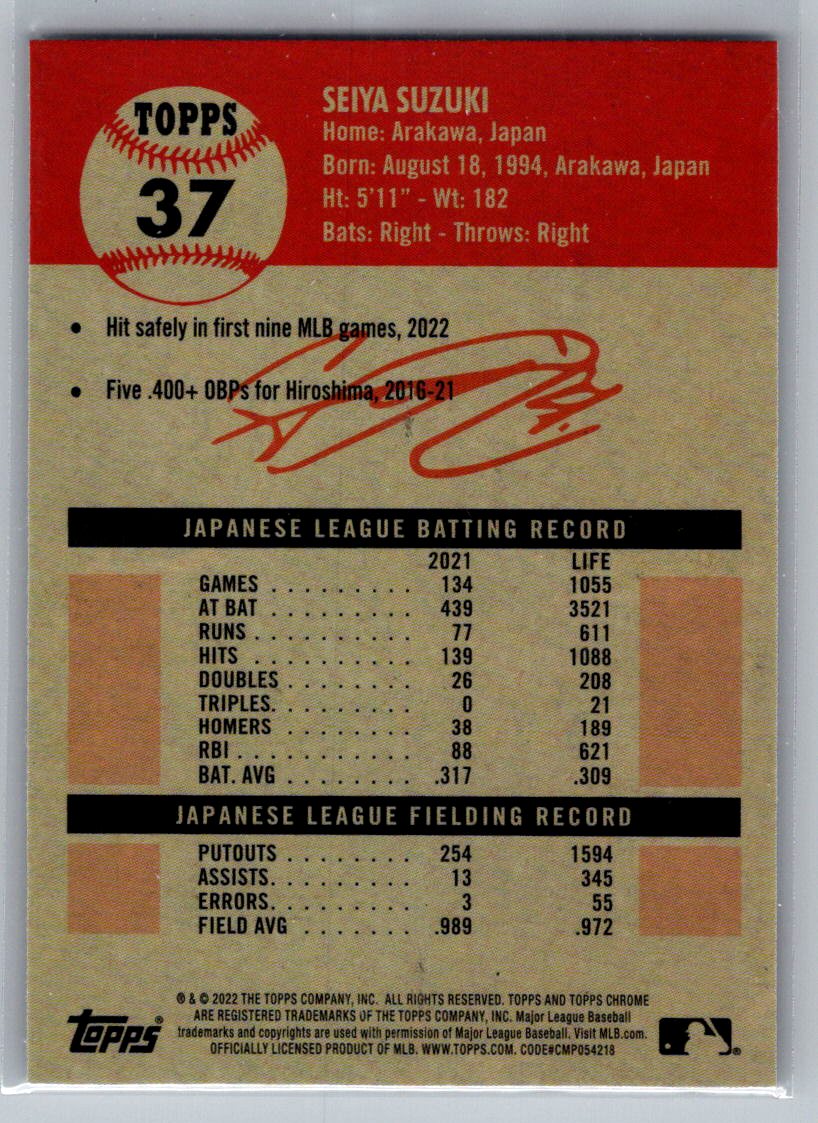 TOPPS
37
SEIYA SUZUKI
Home: Arakawa, Japan
Born: August 18, 1994, Arakawa, Japan
Ht: 5'11" - Wt: 182
Bats: Right - Throws: Right
• Hit safely in first nine MLB games, 2022
• Five .400+ OBPs for Hiroshima, 2016-21
JAPANESE LEAGUE BATTING RECORD
2021 LIFE
GAMES . . . . . . . . . 134 1055
AT BAT . . . . . . . . . 439 3521
RUNS . . . . . . . . . . 77 611
HITS . . . . . . . . . . 139 1088
DOUBLES . . . . . . . . 26 208
TRIPLES. . . . . . . . . 0 21
HOMERS . . . . . . . . 38 189
RBI . . . . . . . . . . . 88 621
BAT. AVG . . . . . . . . .317 .309
JAPANESE LEAGUE FIELDING RECORD
PUTOUTS . . . . . . . . 254 1594
ASSISTS. . . . . . . . . 13 345
ERRORS. . . . . . . . . 3 55
FIELD AVG . . . . . . . .989 .972
® & © 2022 THE TOPPS COMPANY, INC. ALL RIGHTS RESERVED. TOPPS AND TOPPS CHROME
ARE REGISTERED TRADEMARKS OF THE TOPPS COMPANY, INC. Major League Baseball
trademarks and copyrights are used with permission of Major League Baseball. Visit MLB.com.
OFFICIALLY LICENSED PRODUCT OF MLB. WWW.TOPPS.COM. CODE#CMP054218
Topps®